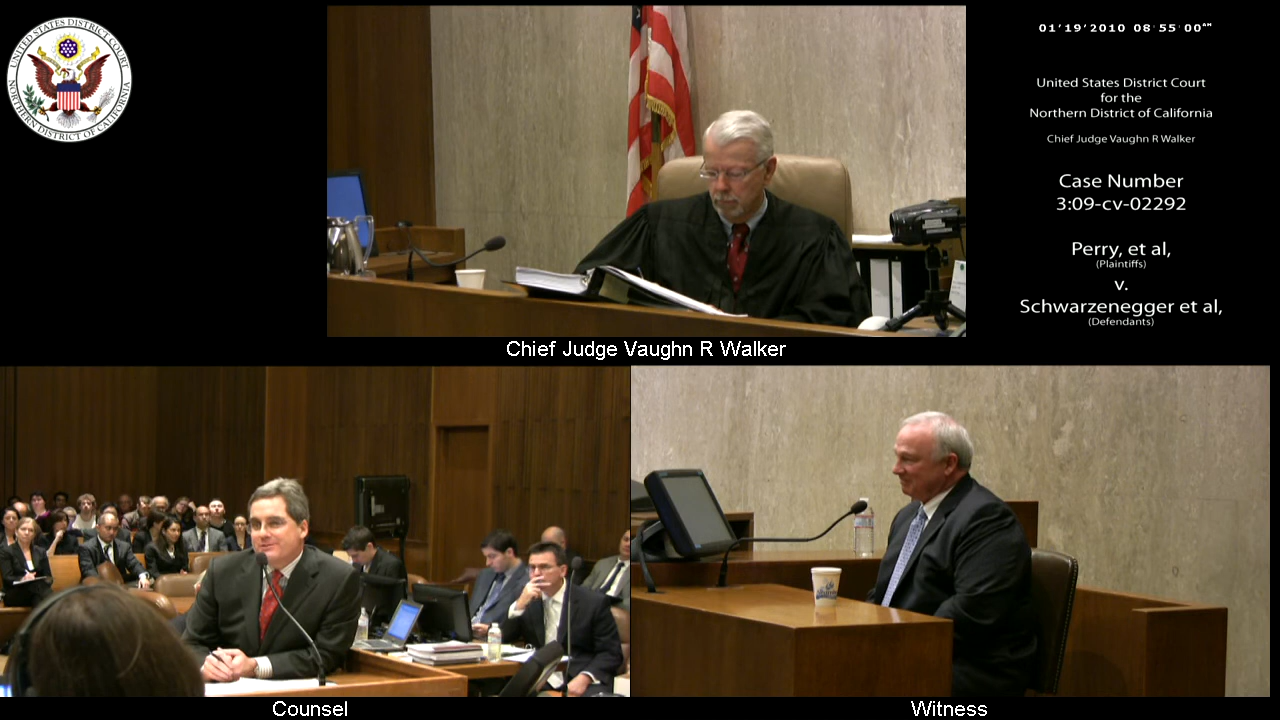 UNITED STATES DISTRICT COURT
NORTHERN DISTRICT OF CALIFORNIA
01'19'2010 08:55:00AM
United States District Court
for the
Northern District of California
Chief Judge Vaughn R Walker
Case Number
3:09-cv-02292
Perry, et al,
(Plaintiffs)
v.
Schwarzenegger et al,
(Defendants)
Chief Judge Vaughn R Walker
Counsel
Witness